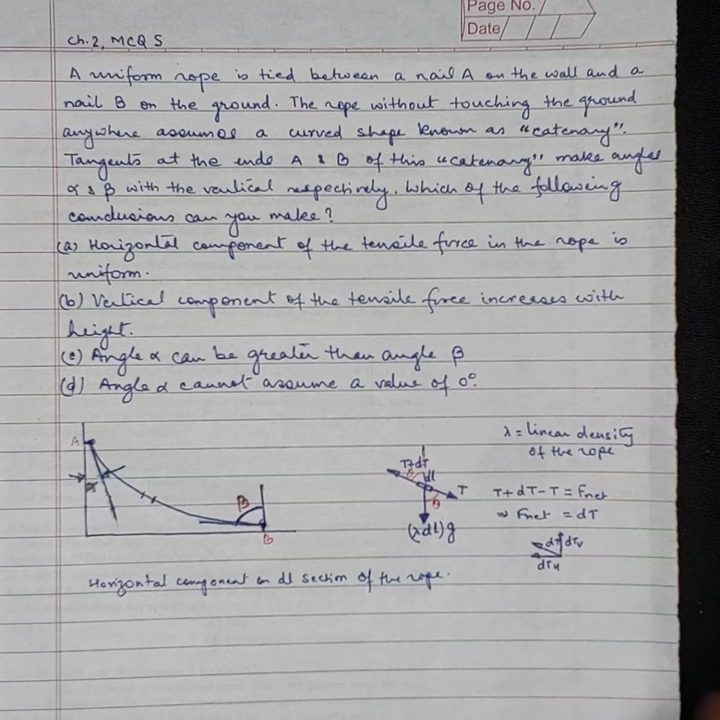 Page No.
Date
Ch.2, MCQ 5
A uniform rope is tied between a nail A on the wall and a
nail B on the ground. The rope without touching the ground
anywhere assumes a curved shape known as "catenary".
Tangents at the ends A & B of this "catenary" make angles
α & β with the vertical respectively. Which of the following
conclusions can you make?
(a) Horizontal component of the tensile force in the rope is
uniform.
(b) Vertical component of the tensile force increases with
height.
(c) Angle α can be greater than angle β
(d) Angle α cannot assume a value of 0°.
λ = linear density
of the rope
A
α
β
B
T+dT
θ
dl
T
θ
(λdl)g
T+dT-T = Fnet
⇒ Fnet = dT
dT
dTv
dTH
Horizontal component on dl section of the rope.